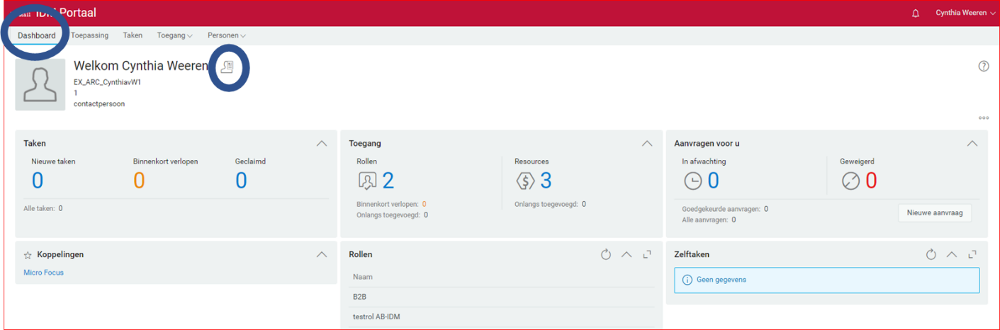 IDM Portaal
Cynthia Weeren
Dashboard
Toepassing
Taken
Toegang
Personen
Welkom Cynthia Weeren
EX_ARC_CynthiavW1
1
contactpersoon
Taken
Nieuwe taken
Binnenkort verlopen
Geclaimd
0
0
0
Alle taken: 0
Toegang
Rollen
Resources
2
3
Binnenkort verlopen: 0
Onlangs toegevoegd: 0
Onlangs toegevoegd: 0
Aanvragen voor u
In afwachting
Geweigerd
0
0
Goedgekeurde aanvragen: 0
Alle aanvragen: 0
Nieuwe aanvraag
Koppelingen
Micro Focus
Rollen
Naam
B2B
testrol AB-IDM
Zelftaken
Geen gegevens